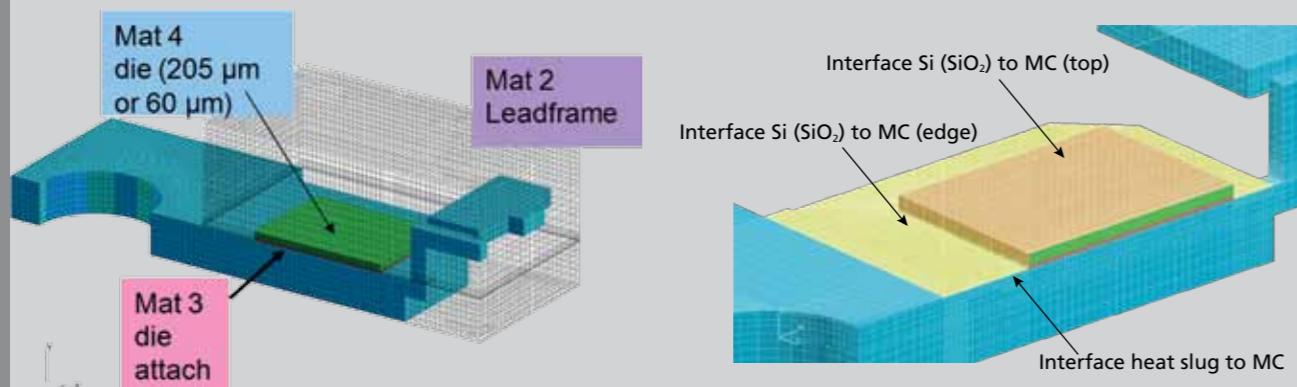 Mat 4
die (205 µm
or 60 µm)
Mat 2
Leadframe
Mat 3
die
attach
Interface Si (SiO₂) to MC (top)
Interface Si (SiO₂) to MC (edge)
Interface heat slug to MC